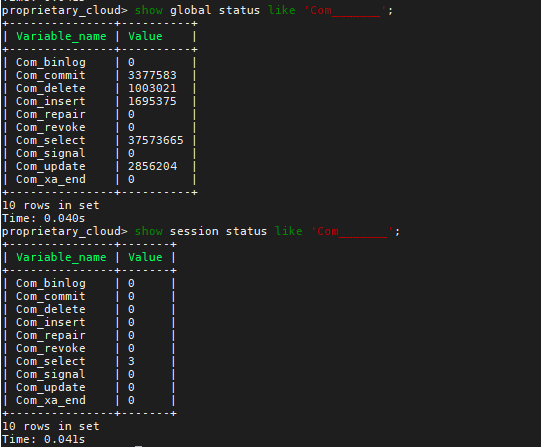 proprietary_cloud> show global status like 'Com_______';
+---------------+----------+
| Variable_name | Value    |
+---------------+----------+
| Com_binlog    | 0        |
| Com_commit    | 3377583  |
| Com_delete    | 1003021  |
| Com_insert    | 1695375  |
| Com_repair    | 0        |
| Com_revoke    | 0        |
| Com_select    | 37573665 |
| Com_signal    | 0        |
| Com_update    | 2856204  |
| Com_xa_end    | 0        |
+---------------+----------+
10 rows in set
Time: 0.040s
proprietary_cloud> show session status like 'Com_______';
+---------------+-------+
| Variable_name | Value |
+---------------+-------+
| Com_binlog    | 0     |
| Com_commit    | 0     |
| Com_delete    | 0     |
| Com_insert    | 0     |
| Com_repair    | 0     |
| Com_revoke    | 0     |
| Com_select    | 3     |
| Com_signal    | 0     |
| Com_update    | 0     |
| Com_xa_end    | 0     |
+---------------+-------+
10 rows in set
Time: 0.041s